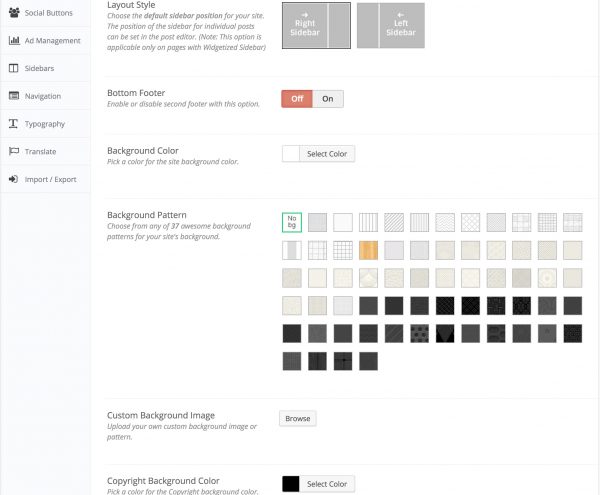 Social Buttons
Ad Management
Sidebars
Navigation
Typography
Translate
Import / Export
Layout Style
Choose the default sidebar position for your site.
The position of the sidebar for individual posts
can be set in the post editor. (Note: This option is
applicable only on pages with Widgetized Sidebar)
Right
Sidebar
Left
Sidebar
Bottom Footer
Enable or disable second footer with this option.
Off On
Background Color
Pick a color for the site background color.
Select Color
Background Pattern
Choose from any of 37 awesome background
patterns for your site's background.
No
bg
Custom Background Image
Upload your own custom background image or
pattern.
Browse
Copyright Background Color
Pick a color for the Copyright background color.
Select Color